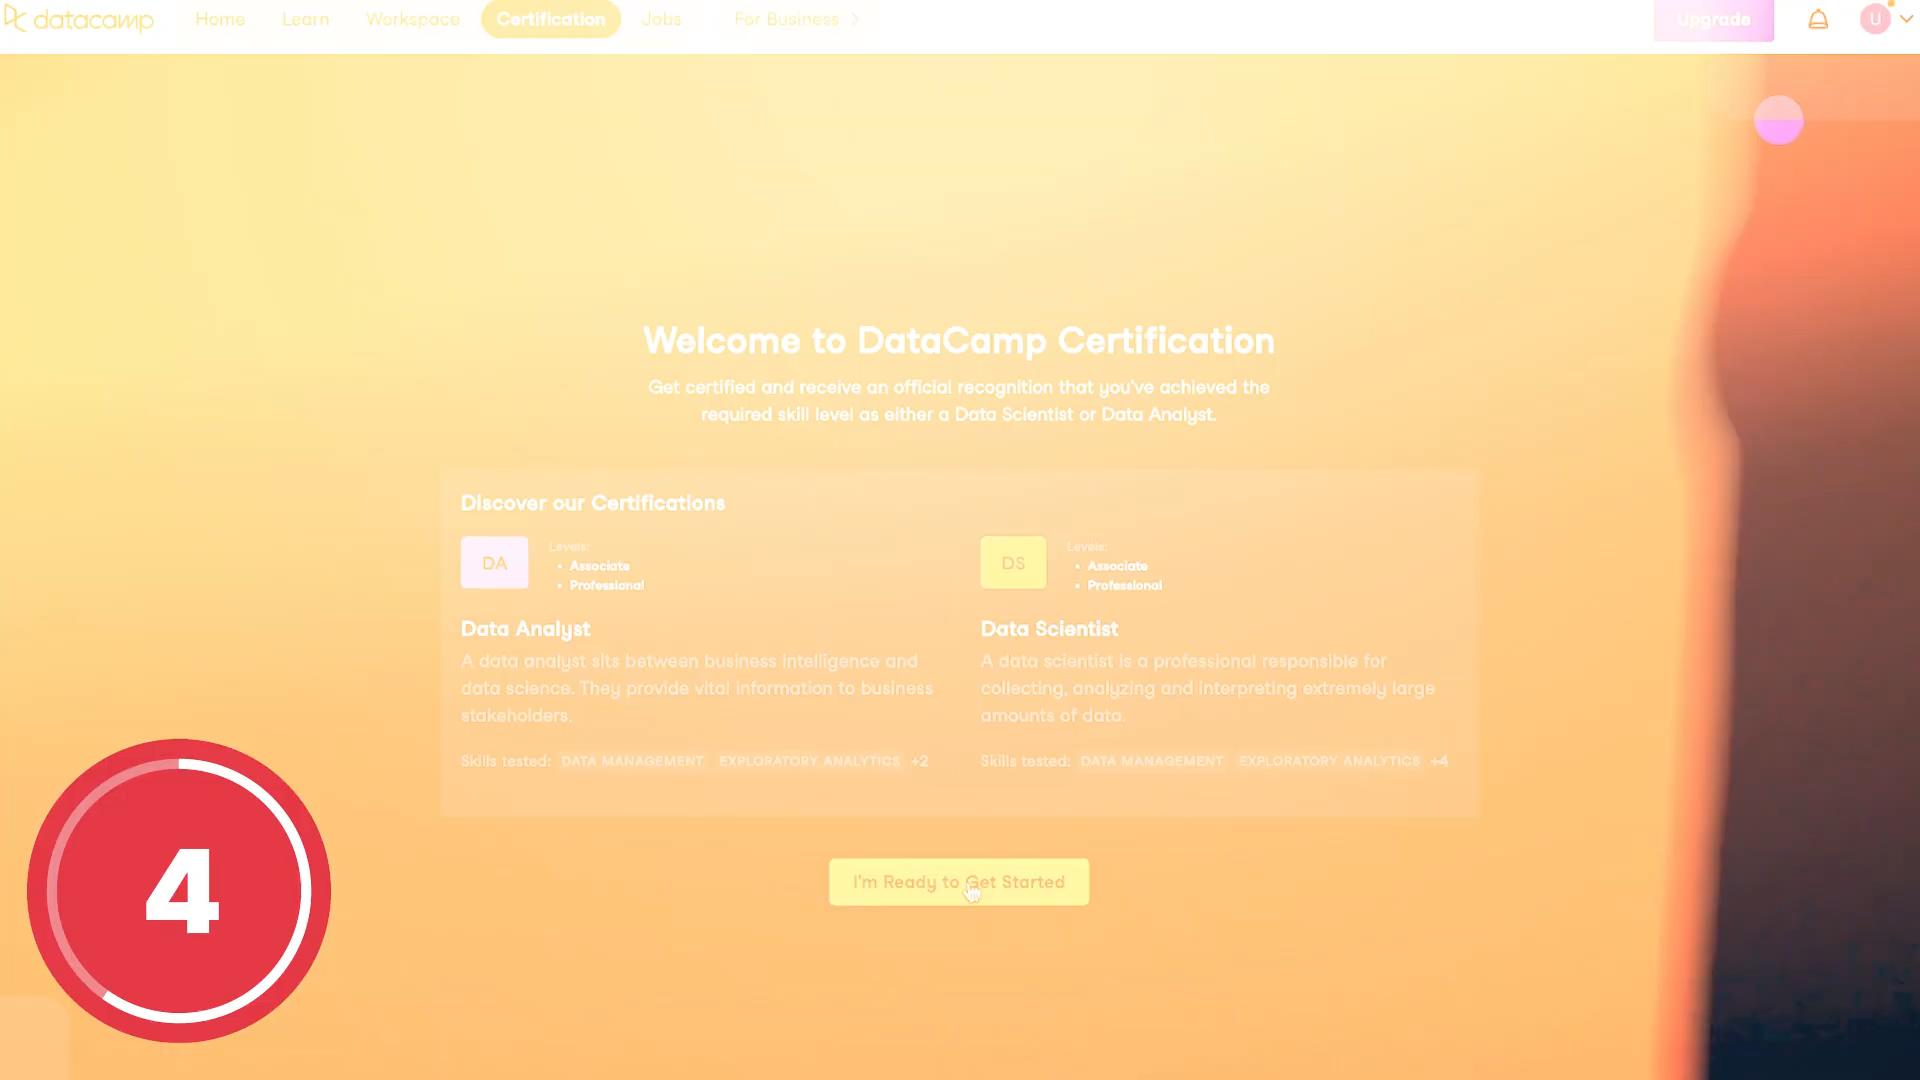 datacamp
Home Learn Workspace Certification Jobs For Business
Upgrade
U
Welcome to DataCamp Certification
Get certified and receive an official recognition that you've achieved the
required skill level as either a Data Scientist or Data Analyst.
Discover our Certifications
DA
Levels:
• Associate
• Professional
Data Analyst
A data analyst sits between business intelligence and
data science. They provide vital information to business
stakeholders.
Skills tested: DATA MANAGEMENT EXPLORATORY ANALYTICS +2
DS
Levels:
• Associate
• Professional
Data Scientist
A data scientist is a professional responsible for
collecting, analyzing and interpreting extremely large
amounts of data.
Skills tested: DATA MANAGEMENT EXPLORATORY ANALYTICS +4
I'm Ready to Get Started
4